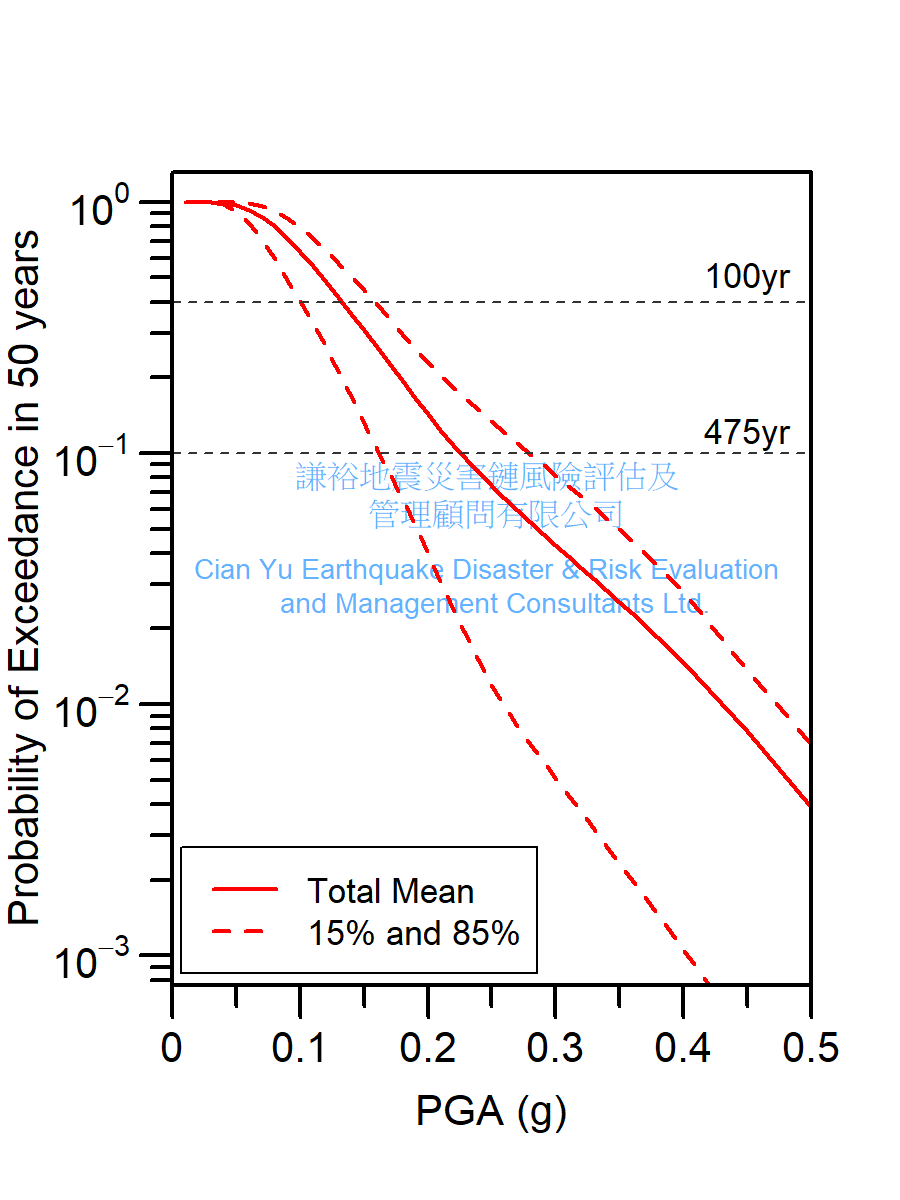 Probability of Exceedance in 50 years
10⁰
10⁻¹
10⁻²
10⁻³
100yr
475yr
謙裕地震災害鏈風險評估及
管理顧問有限公司
Cian Yu Earthquake Disaster & Risk Evaluation
and Management Consultants Ltd.
Total Mean
15% and 85%
0 0.1 0.2 0.3 0.4 0.5
PGA (g)